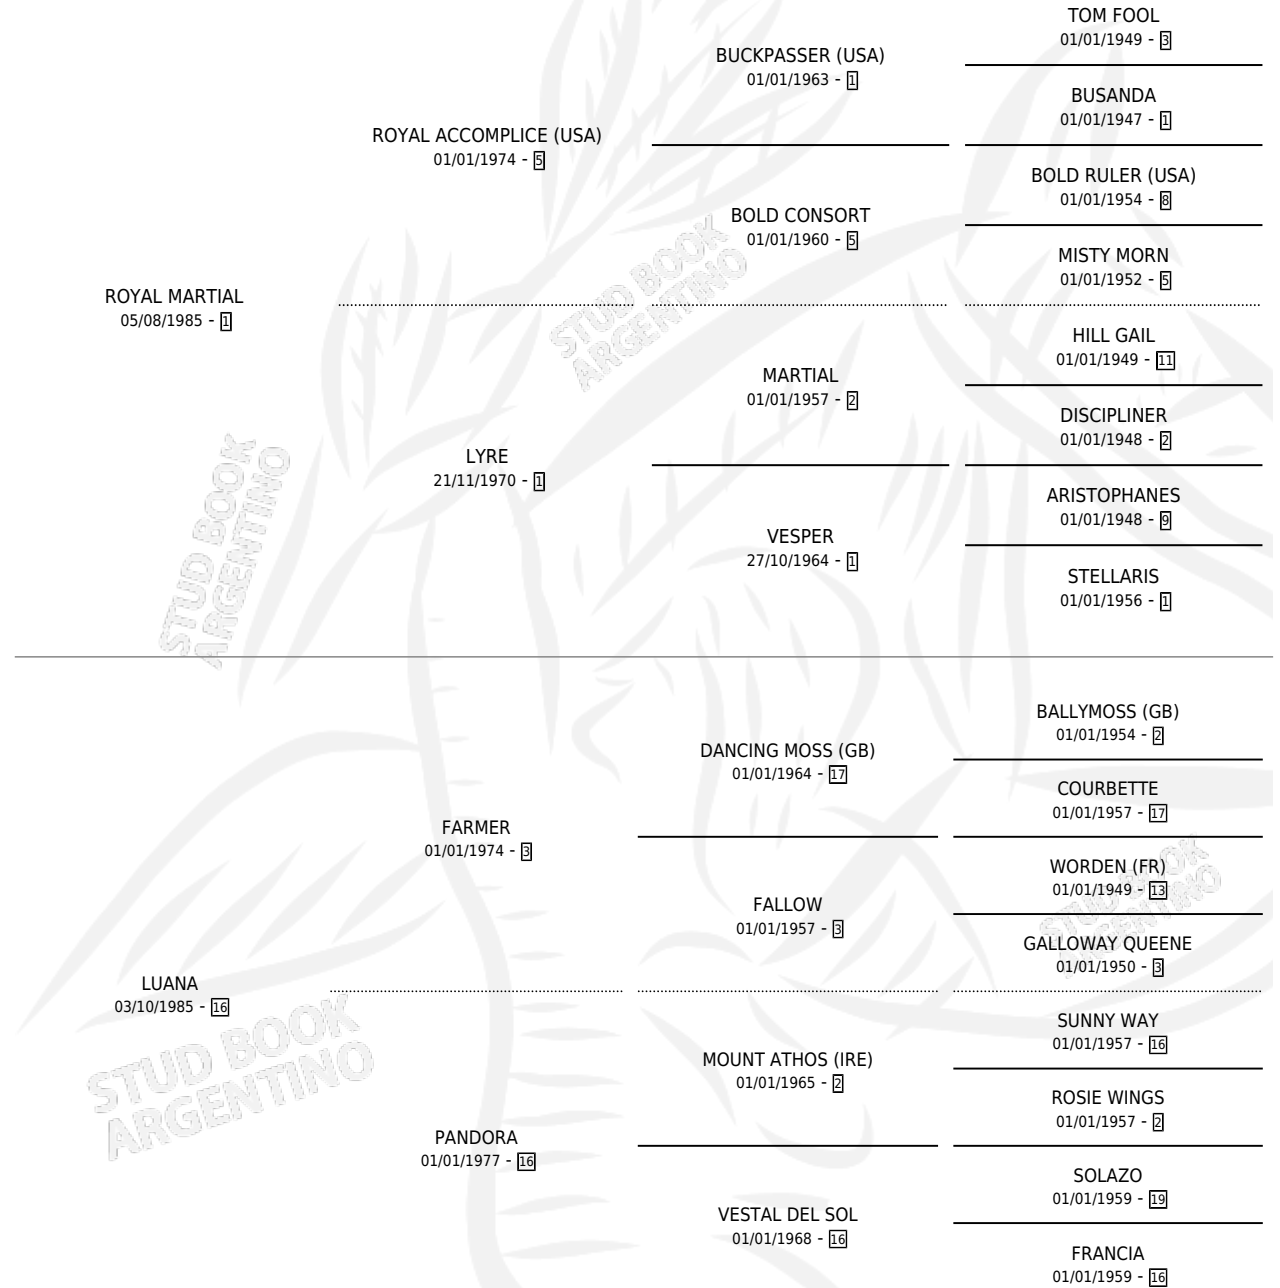 TOM FOOL
01/01/1949 - 3
BUCKPASSER (USA)
01/01/1963 - 1
BUSANDA
01/01/1947 - 1
ROYAL ACCOMPLICE (USA)
01/01/1974 - 5
BOLD RULER (USA)
01/01/1954 - 8
BOLD CONSORT
01/01/1960 - 5
MISTY MORN
01/01/1952 - 5
ROYAL MARTIAL
05/08/1985 - 1
STUD BOOK
ARGENTINO
HILL GAIL
01/01/1949 - 11
MARTIAL
01/01/1957 - 2
DISCIPLINER
01/01/1948 - 2
LYRE
21/11/1970 - 1
ARISTOPHANES
01/01/1948 - 9
VESPER
27/10/1964 - 1
STELLARIS
01/01/1956 - 1
STUD BOOK
ARGENTINO
BALLYMOSS (GB)
01/01/1954 - 2
DANCING MOSS (GB)
01/01/1964 - 17
COURBETTE
01/01/1957 - 17
FARMER
01/01/1974 - 3
WORDEN (FR)
01/01/1949 - 13
FALLOW
01/01/1957 - 3
GALLOWAY QUEENE
01/01/1950 - 3
STUD BOOK
ARGENTINO
LUANA
03/10/1985 - 16
SUNNY WAY
01/01/1957 - 16
MOUNT ATHOS (IRE)
01/01/1965 - 2
ROSIE WINGS
01/01/1957 - 2
STUD BOOK
ARGENTINO
PANDORA
01/01/1977 - 16
SOLAZO
01/01/1959 - 19
VESTAL DEL SOL
01/01/1968 - 16
FRANCIA
01/01/1959 - 16